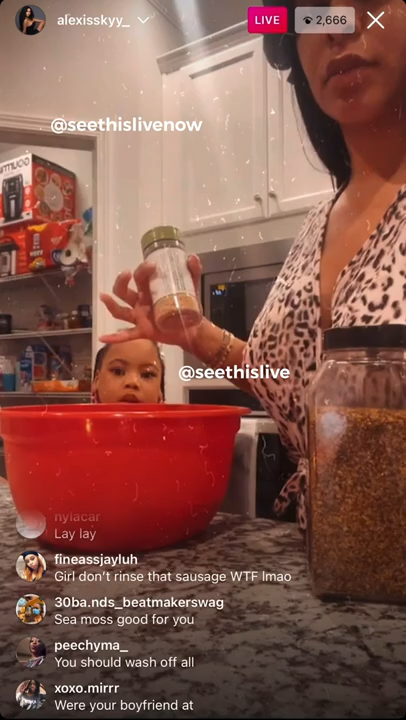 alexisskyy_
LIVE
2,666
@seethislivenow
@seethislive
nylacar
Lay lay
fineassjayluh
Girl don't rinse that sausage WTF lmao
30ba.nds_beatmakerswag
Sea moss good for you
peechyma_
You should wash off all
xoxo.mirrr
Were your boyfriend at